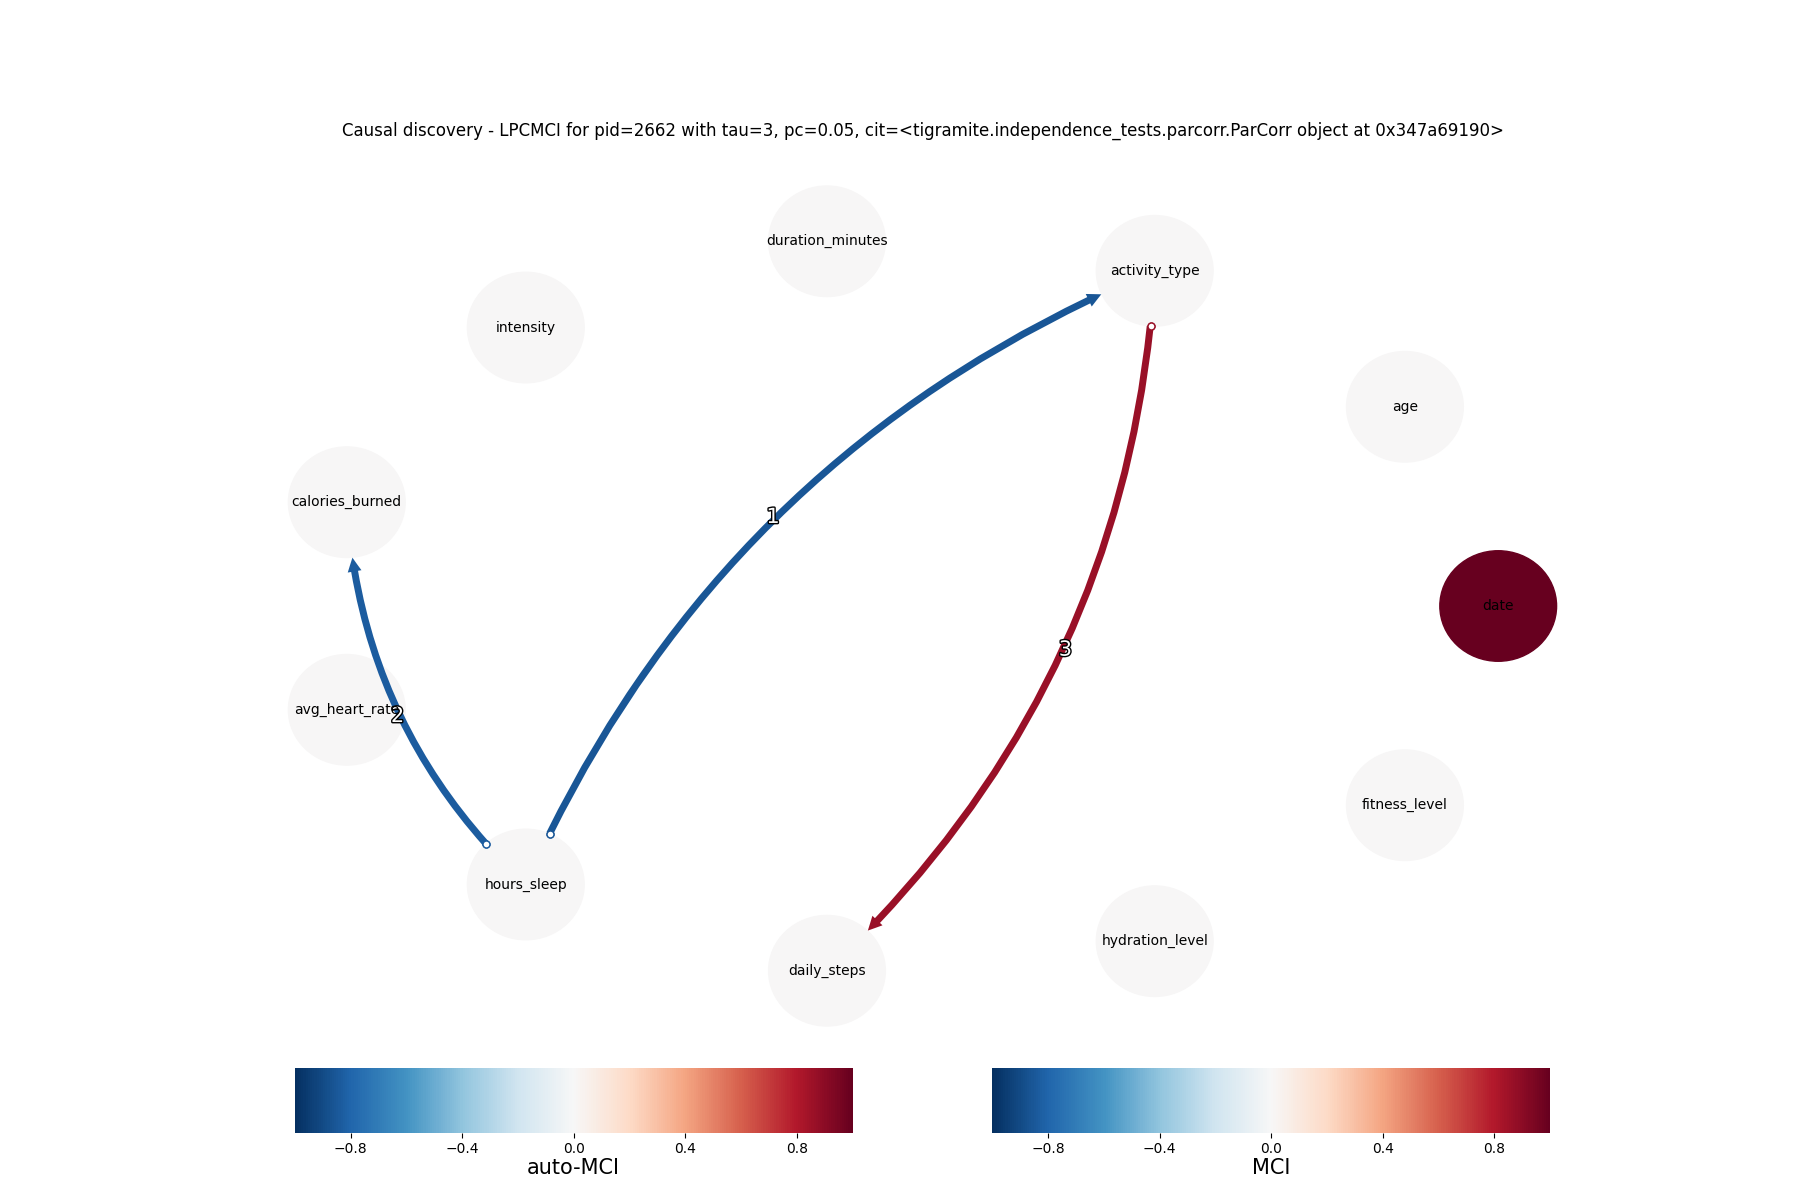 Causal discovery - LPCMCI for pid=2662 with tau=3, pc=0.05, cit=<tigramite.independence_tests.parcorr.ParCorr object at 0x347a69190>
duration_minutes
activity_type
intensity
age
calories_burned
1
date
3
avg_heart_rate
2
fitness_level
hours_sleep
hydration_level
daily_steps
−0.8 −0.4 0.0 0.4 0.8
auto-MCI
−0.8 −0.4 0.0 0.4 0.8
MCI